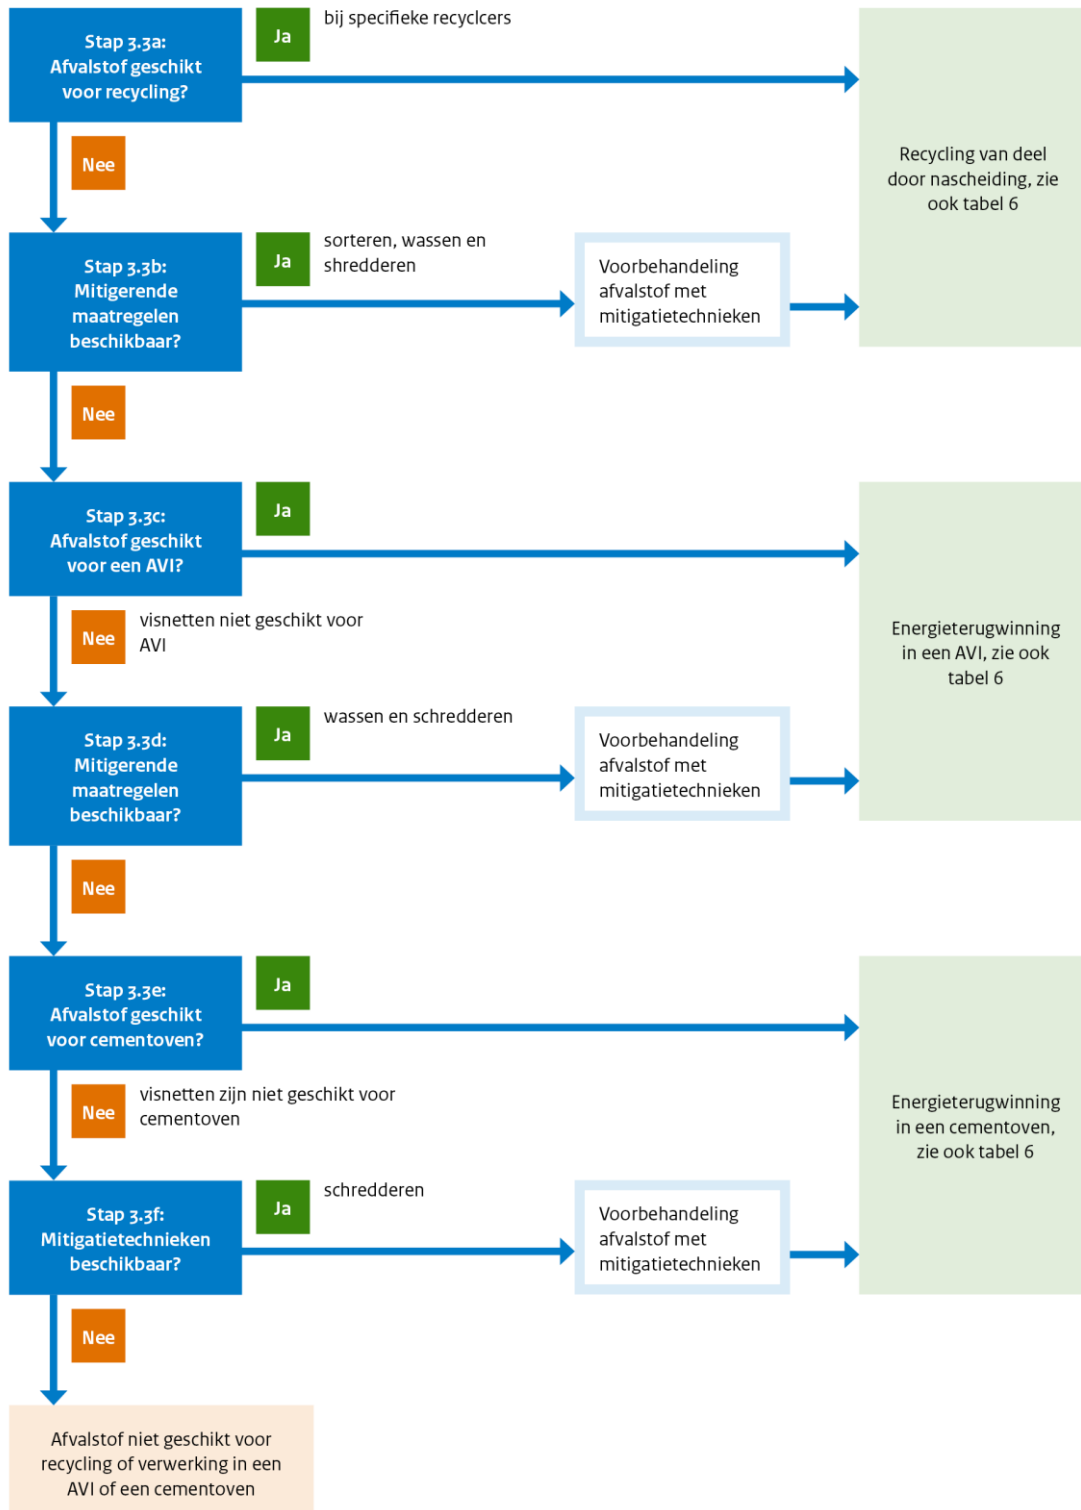 Stap 3.3a:
Afvalstof geschikt
voor recycling?
Ja
bij specifieke recyclcers
Nee
Recycling van deel
door nascheiding, zie
ook tabel 6
Stap 3.3b:
Mitigerende
maatregelen
beschikbaar?
Ja
sorteren, wassen en
shredderen
Voorbehandeling
afvalstof met
mitigatietechnieken
Nee
Stap 3.3c:
Afvalstof geschikt
voor een AVI?
Ja
Nee
visnetten niet geschikt voor
AVI
Energieterugwinning
in een AVI, zie ook
tabel 6
Stap 3.3d:
Mitigerende
maatregelen
beschikbaar?
Ja
wassen en schredderen
Voorbehandeling
afvalstof met
mitigatietechnieken
Nee
Stap 3.3e:
Afvalstof geschikt
voor cementoven?
Ja
Nee
visnetten zijn niet geschikt voor
cementoven
Energieterugwinning
in een cementoven,
zie ook tabel 6
Stap 3.3f:
Mitigatietechnieken
beschikbaar?
Ja
schredderen
Voorbehandeling
afvalstof met
mitigatietechnieken
Nee
Afvalstof niet geschikt voor
recycling of verwerking in een
AVI of een cementoven